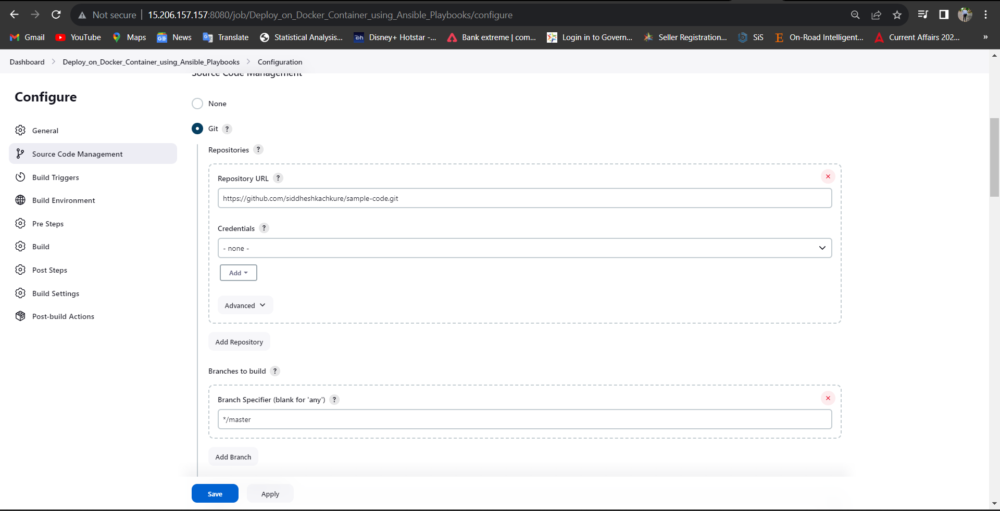 Not secure
15.206.157.157:8080/job/Deploy_on_Docker_Container_using_Ansible_Playbooks/configure
Gmail YouTube Maps News Translate Statistical Analysis... Disney+ Hotstar -... Bank extreme | com... Login in to Govern... Seller Registration... SiS On-Road Intelligent... Current Affairs 202... »
Dashboard > Deploy_on_Docker_Container_using_Ansible_Playbooks > Configuration
Source Code Management
Configure
General
Source Code Management
Build Triggers
Build Environment
Pre Steps
Build
Post Steps
Build Settings
Post-build Actions
None
Git ?
Repositories ?
Repository URL ?
https://github.com/siddheshkachkure/sample-code.git
Credentials ?
- none -
Add
Advanced
Add Repository
Branches to build ?
Branch Specifier (blank for 'any') ?
*/master
Add Branch
Save Apply